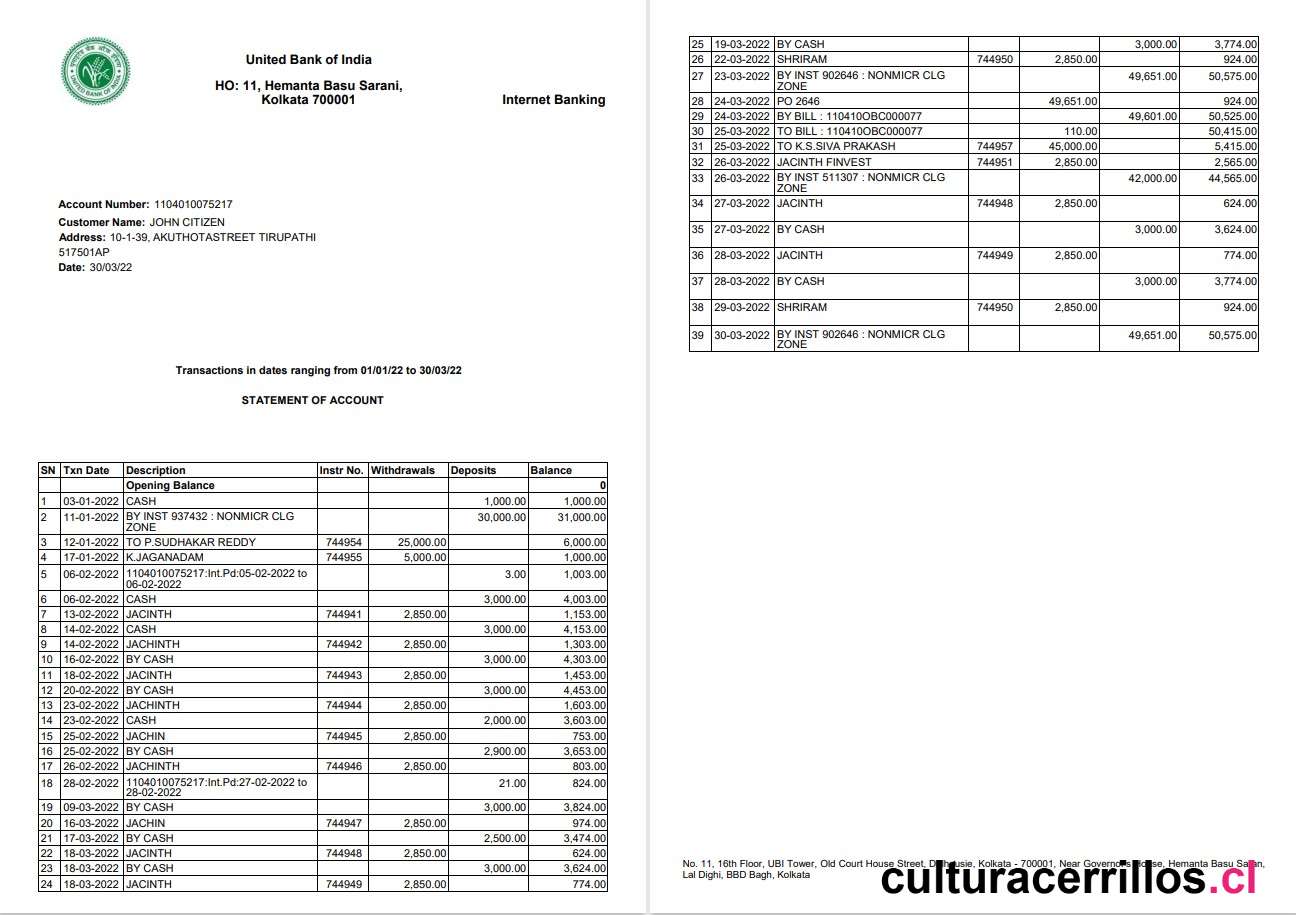 United Bank of India
HO: 11, Hemanta Basu Sarani,
Kolkata 700001
Internet Banking
UNITED BANK OF INDIA
Account Number: 1104010075217
Customer Name: JOHN CITIZEN
Address: 10-1-39, AKUTHOTASTREET TIRUPATHI
517501AP
Date: 30/03/22
Transactions in dates ranging from 01/01/22 to 30/03/22
STATEMENT OF ACCOUNT
SN Txn Date Description Instr No. Withdrawals Deposits Balance
Opening Balance 0
1 03-01-2022 CASH 1,000.00 1,000.00
2 11-01-2022 BY INST 937432 : NONMICR CLG 30,000.00 31,000.00
ZONE
3 12-01-2022 TO P.SUDHAKAR REDDY 744954 25,000.00 6,000.00
4 17-01-2022 K.JAGANADAM 744955 5,000.00 1,000.00
5 06-02-2022 1104010075217:Int.Pd:05-02-2022 to 3.00 1,003.00
06-02-2022
6 06-02-2022 CASH 3,000.00 4,003.00
7 13-02-2022 JACINTH 744941 2,850.00 1,153.00
8 14-02-2022 CASH 3,000.00 4,153.00
9 14-02-2022 JACHINTH 744942 2,850.00 1,303.00
10 16-02-2022 BY CASH 3,000.00 4,303.00
11 18-02-2022 JACINTH 744943 2,850.00 1,453.00
12 20-02-2022 BY CASH 3,000.00 4,453.00
13 23-02-2022 JACHINTH 744944 2,850.00 1,603.00
14 23-02-2022 CASH 2,000.00 3,603.00
15 25-02-2022 JACHIN 744945 2,850.00 753.00
16 25-02-2022 BY CASH 2,900.00 3,653.00
17 26-02-2022 JACHINTH 744946 2,850.00 803.00
18 28-02-2022 1104010075217:Int.Pd:27-02-2022 to 21.00 824.00
28-02-2022
19 09-03-2022 BY CASH 3,000.00 3,824.00
20 16-03-2022 JACHIN 744947 2,850.00 974.00
21 17-03-2022 BY CASH 2,500.00 3,474.00
22 18-03-2022 JACINTH 744948 2,850.00 624.00
23 18-03-2022 BY CASH 3,000.00 3,624.00
24 18-03-2022 JACINTH 744949 2,850.00 774.00
25 19-03-2022 BY CASH 3,000.00 3,774.00
26 22-03-2022 SHRIRAM 744950 2,850.00 924.00
27 23-03-2022 BY INST 902646 : NONMICR CLG 49,651.00 50,575.00
ZONE
28 24-03-2022 PO 2646 49,651.00 924.00
29 24-03-2022 BY BILL : 110410OBC000077 49,601.00 50,525.00
30 25-03-2022 TO BILL : 110410OBC000077 110.00 50,415.00
31 25-03-2022 TO K.S.SIVA PRAKASH 744957 45,000.00 5,415.00
32 26-03-2022 JACINTH FINVEST 744951 2,850.00 2,565.00
33 26-03-2022 BY INST 511307 : NONMICR CLG 42,000.00 44,565.00
ZONE
34 27-03-2022 JACINTH 744948 2,850.00 624.00
35 27-03-2022 BY CASH 3,000.00 3,624.00
36 28-03-2022 JACINTH 744949 2,850.00 774.00
37 28-03-2022 BY CASH 3,000.00 3,774.00
38 29-03-2022 SHRIRAM 744950 2,850.00 924.00
39 30-03-2022 BY INST 902646 : NONMICR CLG 49,651.00 50,575.00
ZONE
No. 11, 16th Floor, UBI Tower, Old Court House Street, Kolkata - 700001, Near Hemanta Basu
Lal Dighi, BBD Bagh, Kolkata
culturacerrillos.cl